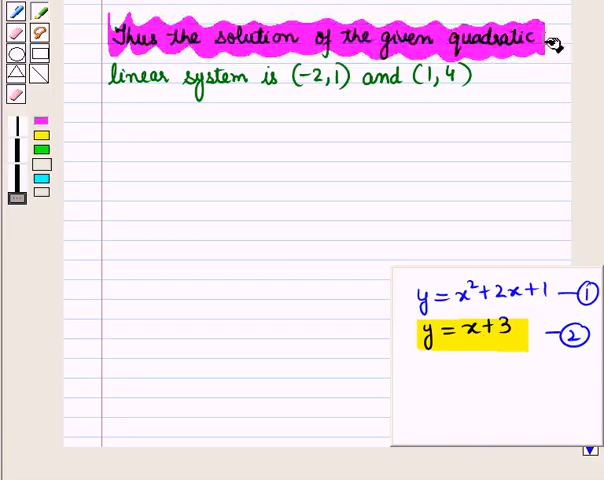 Thus the solution of the given quadratic
linear system is (-2,1) and (1,4)
y = x²+2x+1 —①
y = x+3 —②